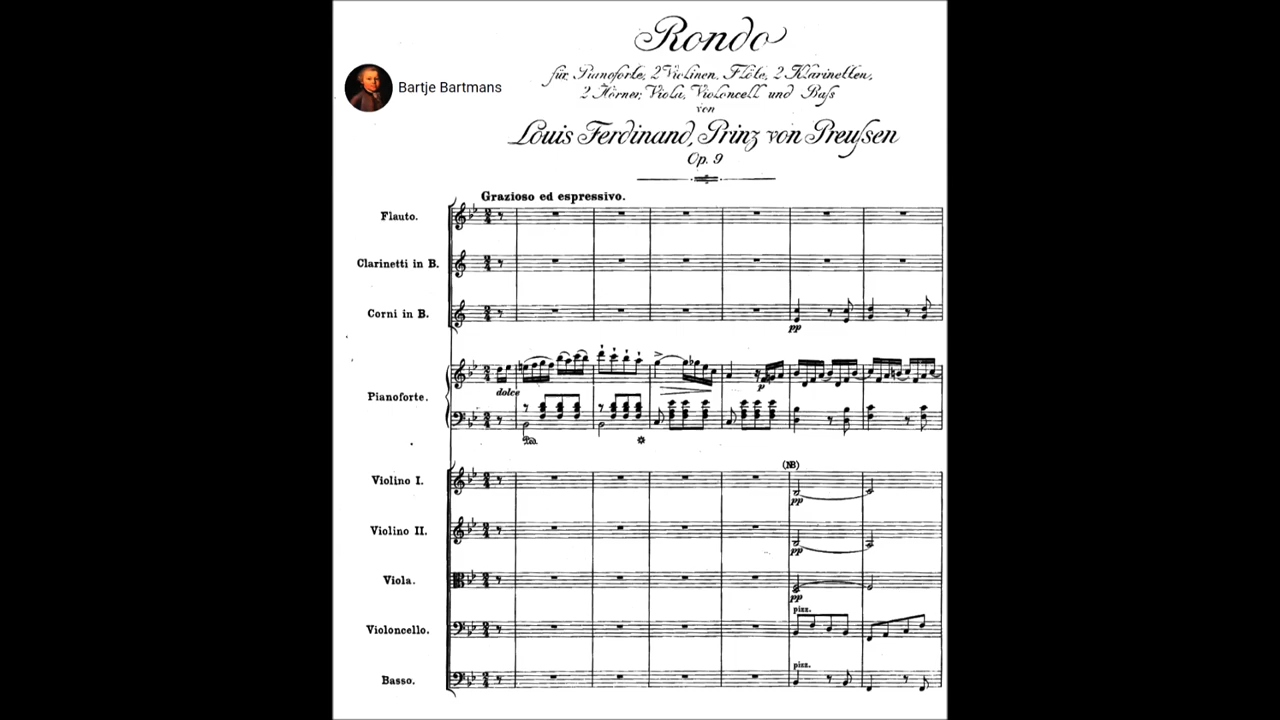 Rondo
Bartje Bartmans
für Pianoforte, 2 Violinen, Flöte, 2 Klarinetten,
2 Hörner, Viola, Violoncell und Baſs
von
Louis Ferdinand, Prinz von Preuſsen
Op. 9
Grazioso ed espressivo.
Flauto.
Clarinetti in B.
Corni in B.
pp
Pianoforte.
dolce
p
Ped.
(NB)
Violino I.
pp
Violino II.
pp
Viola.
pp
pizz.
Violoncello.
pizz.
Basso.